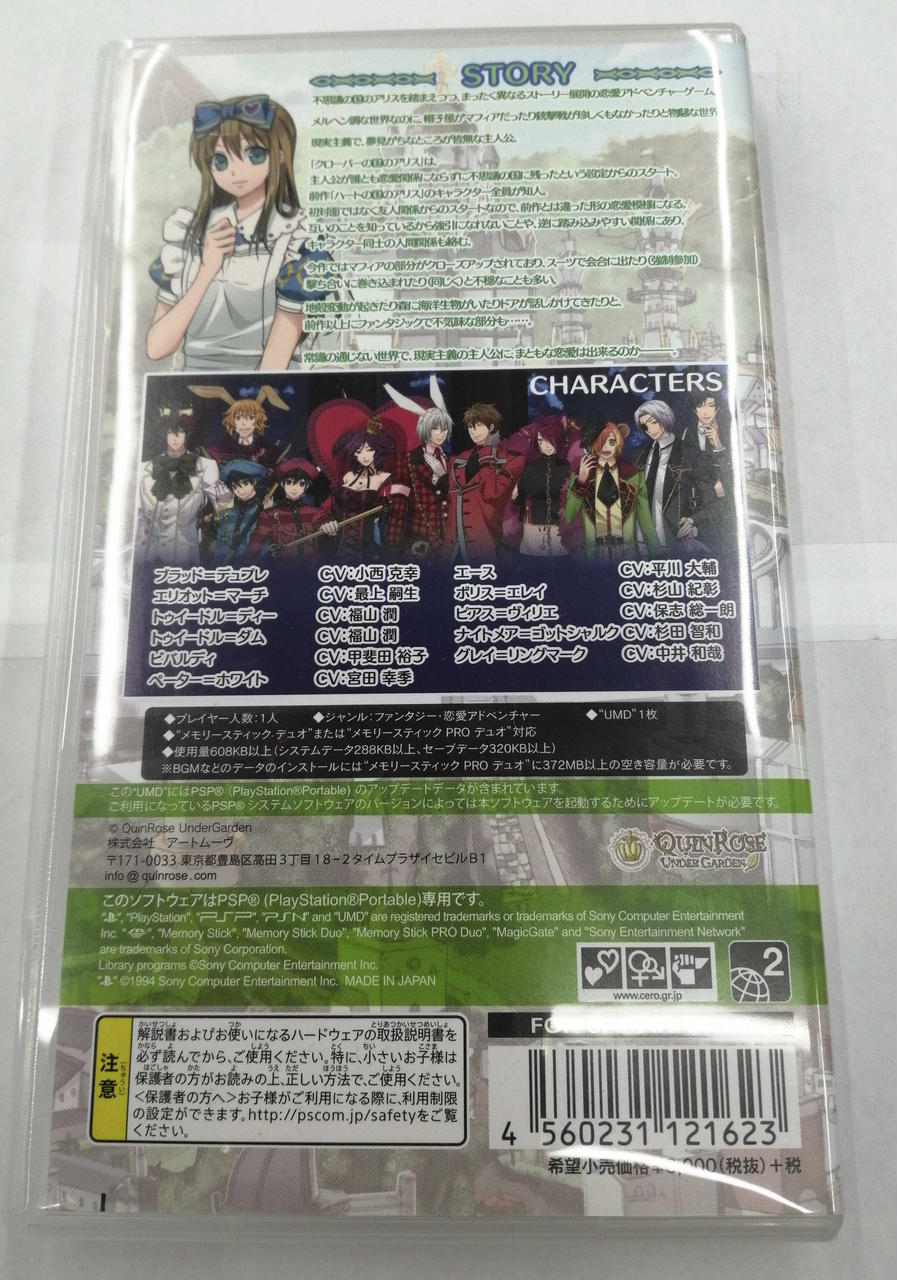 STORY
不思議の国のアリスを踏まえつつ、まったく異なるストーリー展開の恋愛アドベンチャーゲーム。
メルヘン調な世界なのに、帽子屋がマフィアだったり銃撃戦が珍しくもなかったりと物騒な世界
現実主義で、夢見がちなところが皆無な主人公。
「クローバーの国のアリス」は、
主人公が誰とも恋愛関係にならずに不思議の国に残ったという設定からのスタート。
前作「ハートの国のアリス」のキャラクター全員が知人。
初対面ではなく友人関係からのスタートなので、前作とは違った形の恋愛模様になる。
互いのことを知っているから強引になれないことや、逆に踏み込みやすい関係にあり、
キャラクター同士の人間関係も絡む。
今作ではマフィアの部分がクローズアップされており、スーツで会合に出たり(強制参加)
撃ち合いに巻き込まれたり(同じく)と不穏なことも多い。
地殻変動が起きたり森に海洋生物がいたりドアが話しかけてきたりと、
前作以上にファンタジックで不気味な部分も……。
常識の通じない世界で、現実主義の主人公に、まともな恋愛は出来るのか―――。
CHARACTERS
ブラッド=デュプレ CV:小西 克幸
エリオット=マーチ CV:最上 嗣生
トゥイードル=ディー CV:福山 潤
トゥイードル=ダム CV:福山 潤
ビバルディ CV:甲斐田 裕子
ペーター=ホワイト CV:宮田 幸季
エース CV:平川 大輔
ボリス=エレイ CV:杉山 紀彰
ピアス=ヴィリエ CV:保志 総一朗
ナイトメア=ゴットシャルク CV:杉田 智和
グレイ=リングマーク CV:中井 和哉
◆プレイヤー人数:1人 ◆ジャンル:ファンタジー・恋愛アドベンチャー ◆"UMD"1枚
◆"メモリースティック デュオ"または"メモリースティック PRO デュオ"対応
◆使用量608KB以上(システムデータ288KB以上、セーブデータ320KB以上)
※BGMなどのデータのインストールには"メモリースティック PRO デュオ"に372MB以上の空き容量が必要です。
この"UMD"にはPSP® (PlayStation®Portable) のアップデートデータが含まれています。
ご利用になっているPSP® システムソフトウェアのバージョンによっては本ソフトウェアを起動するためにアップデートが必要です。
© QuinRose UnderGarden
株式会社 アートムーヴ
〒171-0033 東京都豊島区高田3丁目18-2タイムプラザイセビルB1
info @ quinrose.com
QUINROSE
UNDER GARDEN
このソフトウェアはPSP® (PlayStation®Portable)専用です。
"", "PlayStation", "PSP", "PSN" and "UMD" are registered trademarks or trademarks of Sony Computer Entertainment
Inc. "", "Memory Stick", "Memory Stick Duo", "Memory Stick PRO Duo", "MagicGate" and "Sony Entertainment Network"
are trademarks of Sony Corporation.
Library programs ©Sony Computer Entertainment Inc.
"" ©1994 Sony Computer Entertainment Inc. MADE IN JAPAN
www.cero.gr.jp
2
注意(ちゅうい)
解説書およびお使いになるハードウェアの取扱説明書を
必ず読んでから、ご使用ください。特に、小さいお子様は
保護者の方がお読みの上、正しい方法で、ご使用ください。
<保護者の方へ>お子様がご利用になる際に、利用制限
の設定ができます。http://pscom.jp/safetyをご覧
ください。
4 560231 121623
希望小売価格 (税抜)+税